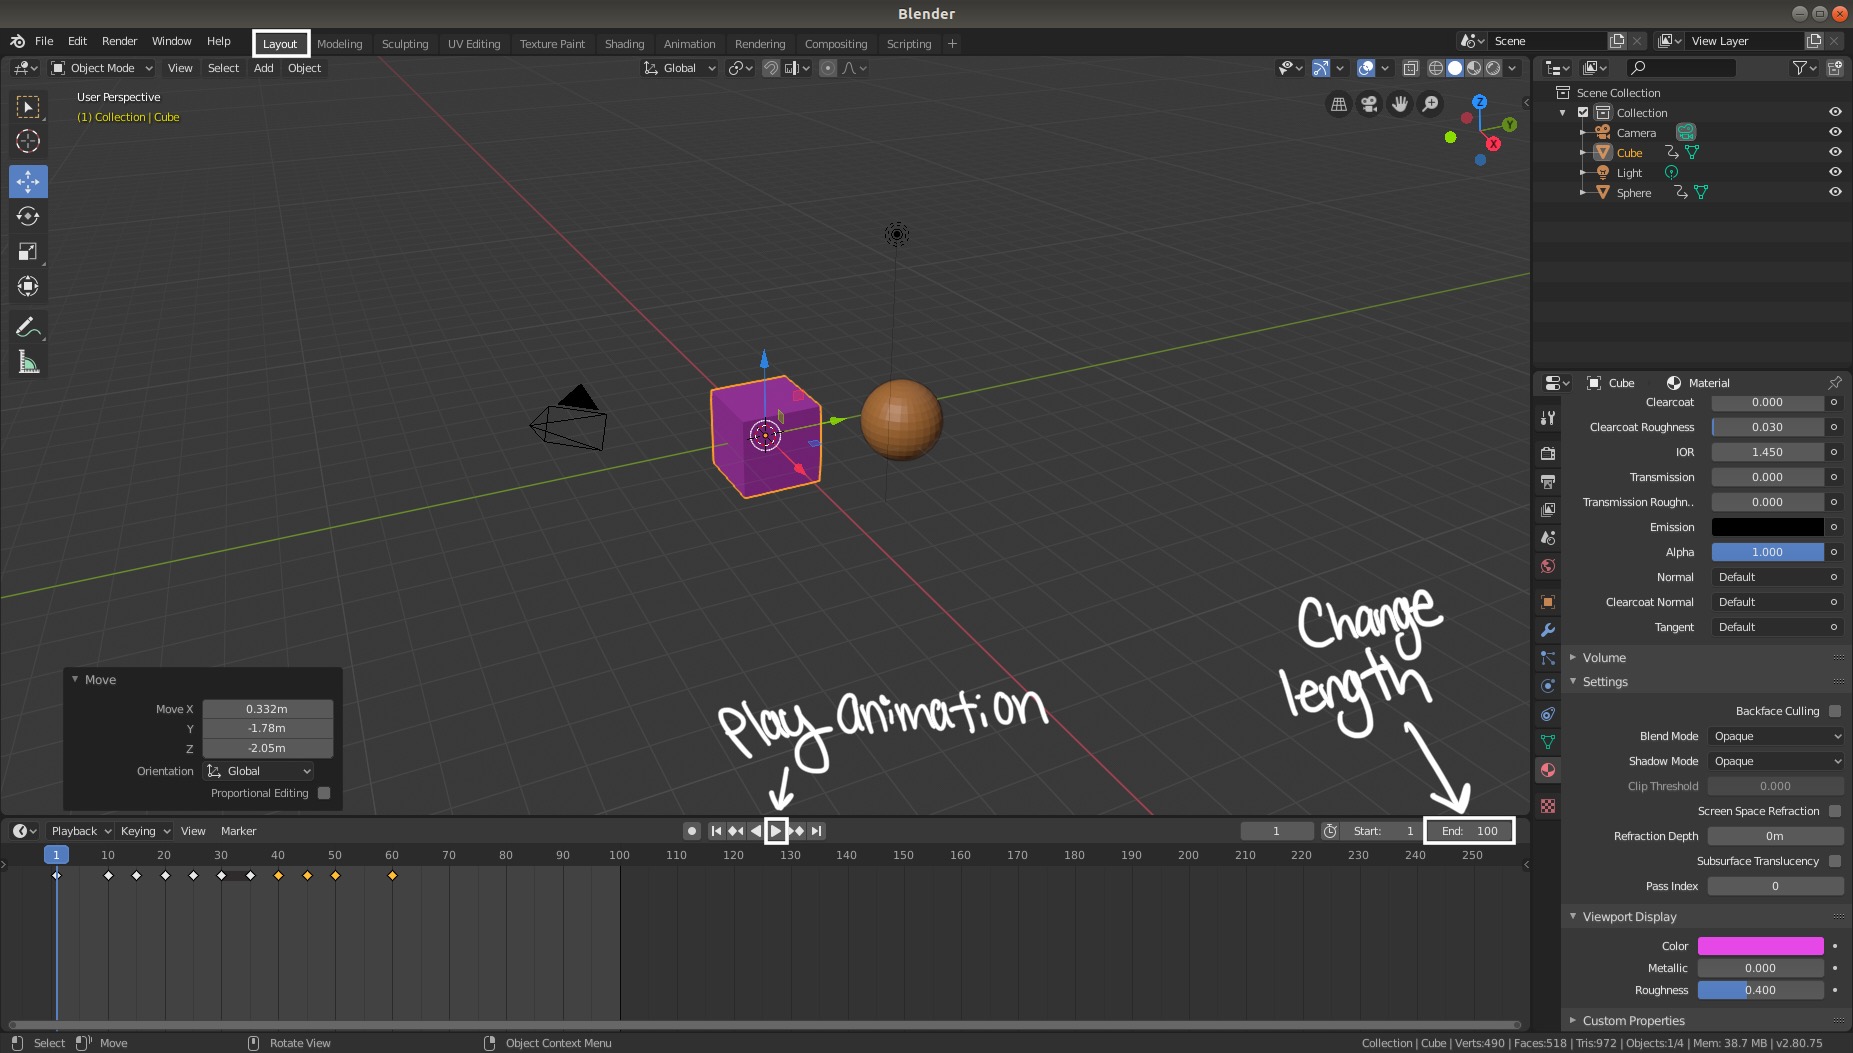 Blender
File Edit Render Window Help Layout Modeling Sculpting UV Editing Texture Paint Shading Animation Rendering Compositing Scripting + Scene View Layer
Object Mode View Select Add Object Global
User Perspective
(1) Collection | Cube
Z
Y
X
Scene Collection
Collection
Camera
Cube
Light
Sphere
Cube Material
Clearcoat 0.000
Clearcoat Roughness 0.030
IOR 1.450
Transmission 0.000
Transmission Roughn.. 0.000
Emission
Alpha 1.000
Normal Default
Clearcoat Normal Default
Tangent Default
Volume
Settings
Backface Culling
Blend Mode Opaque
Shadow Mode Opaque
Clip Threshold 0.000
Screen Space Refraction
Refraction Depth 0m
Subsurface Translucency
Pass Index 0
Viewport Display
Color
Metallic 0.000
Roughness 0.400
Custom Properties
Change
length
Play animation
Move
Move X 0.332m
Y -1.78m
Z -2.05m
Orientation Global
Proportional Editing
Playback Keying View Marker 1 Start: 1 End: 100
1 10 20 30 40 50 60 70 80 90 100 110 120 130 140 150 160 170 180 190 200 210 220 230 240 250
Select Move Rotate View Object Context Menu Collection | Cube | Verts:490 | Faces:518 | Tris:972 | Objects:1/4 | Mem: 38.7 MB | v2.80.75